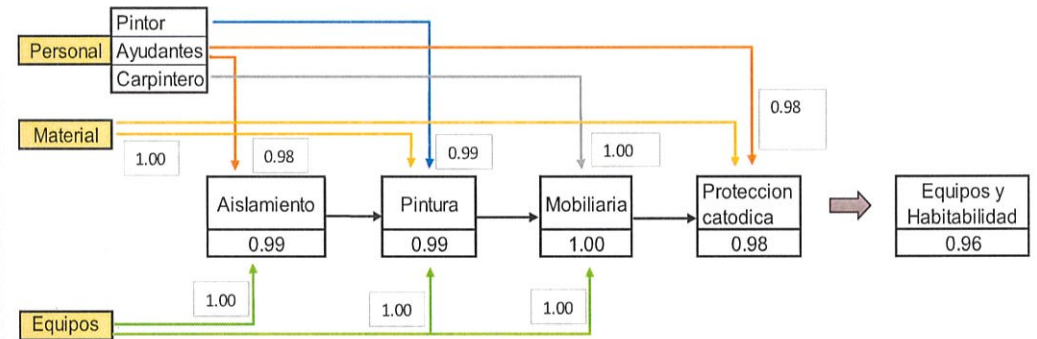 Pintor
Personal
Ayudantes
Carpintero
0.98
Material
1.00
0.98
0.99
1.00
Aislamiento
0.99
Pintura
0.99
Mobiliaria
1.00
Proteccion
catodica
0.98
Equipos y
Habitabilidad
0.96
1.00
1.00
1.00
Equipos